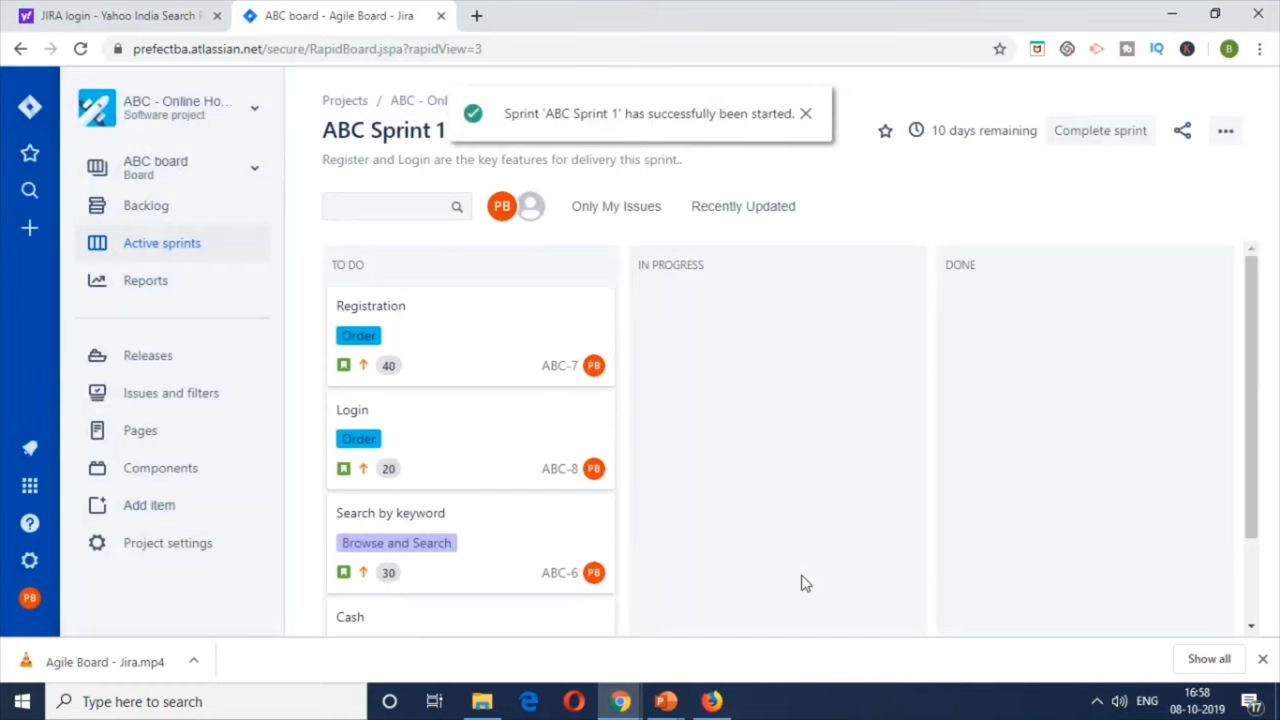 JIRA login - Yahoo India Search R
ABC board - Agile Board - Jira
prefectba.atlassian.net/secure/RapidBoard.jspa?rapidView=3
IQ
K
B
ABC - Online Ho...
Software project
ABC board
Board
Backlog
Active sprints
Reports
Releases
Issues and filters
Pages
Components
Add item
Project settings
PB
Projects / ABC - Onl
Sprint 'ABC Sprint 1' has successfully been started.
ABC Sprint 1
10 days remaining
Complete sprint
Register and Login are the key features for delivery this sprint..
PB
Only My Issues
Recently Updated
TO DO
IN PROGRESS
DONE
Registration
Order
40
ABC-7
PB
Login
Order
20
ABC-8
PB
Search by keyword
Browse and Search
30
ABC-6
PB
Cash
Agile Board - Jira.mp4
Show all
Type here to search
ENG
16:58
08-10-2019
17